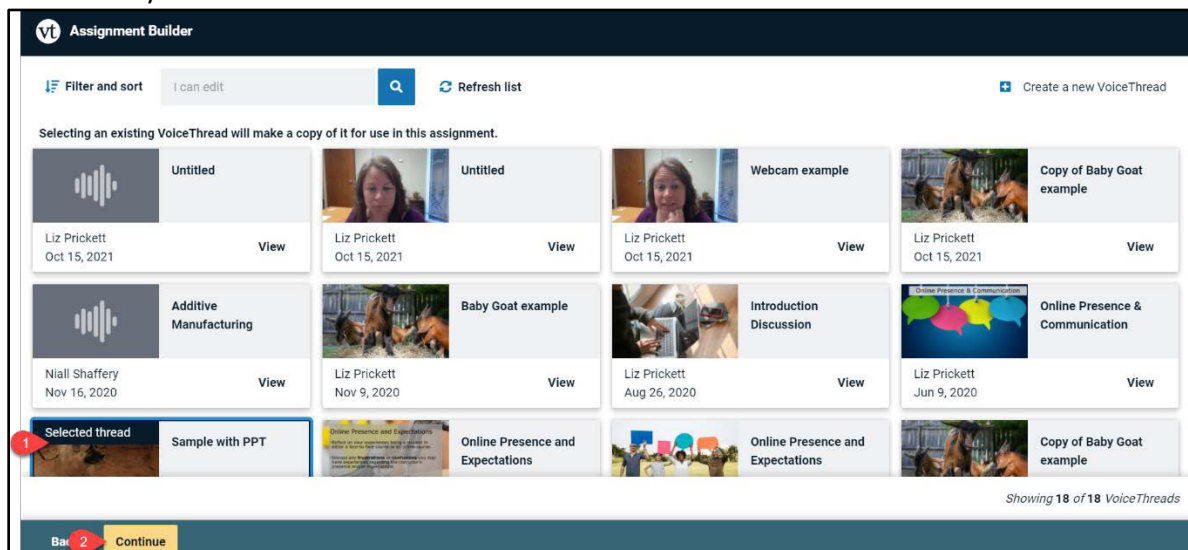 vt Assignment Builder
Filter and sort I can edit Refresh list Create a new VoiceThread
Selecting an existing VoiceThread will make a copy of it for use in this assignment.
Untitled
Liz Prickett
Oct 15, 2021
View
Untitled
Liz Prickett
Oct 15, 2021
View
Webcam example
Liz Prickett
Oct 15, 2021
View
Copy of Baby Goat
example
Liz Prickett
Oct 15, 2021
View
Additive
Manufacturing
Niall Shaffery
Nov 16, 2020
View
Baby Goat example
Liz Prickett
Nov 9, 2020
View
Introduction
Discussion
Liz Prickett
Aug 26, 2020
View
Online Presence & Communication
Online Presence &
Communication
Liz Prickett
Jun 9, 2020
View
1
Selected thread
Sample with PPT
Online Presence and Expectations
Online Presence and
Expectations
Online Presence and
Expectations
Copy of Baby Goat
example
Showing 18 of 18 VoiceThreads
2 Continue